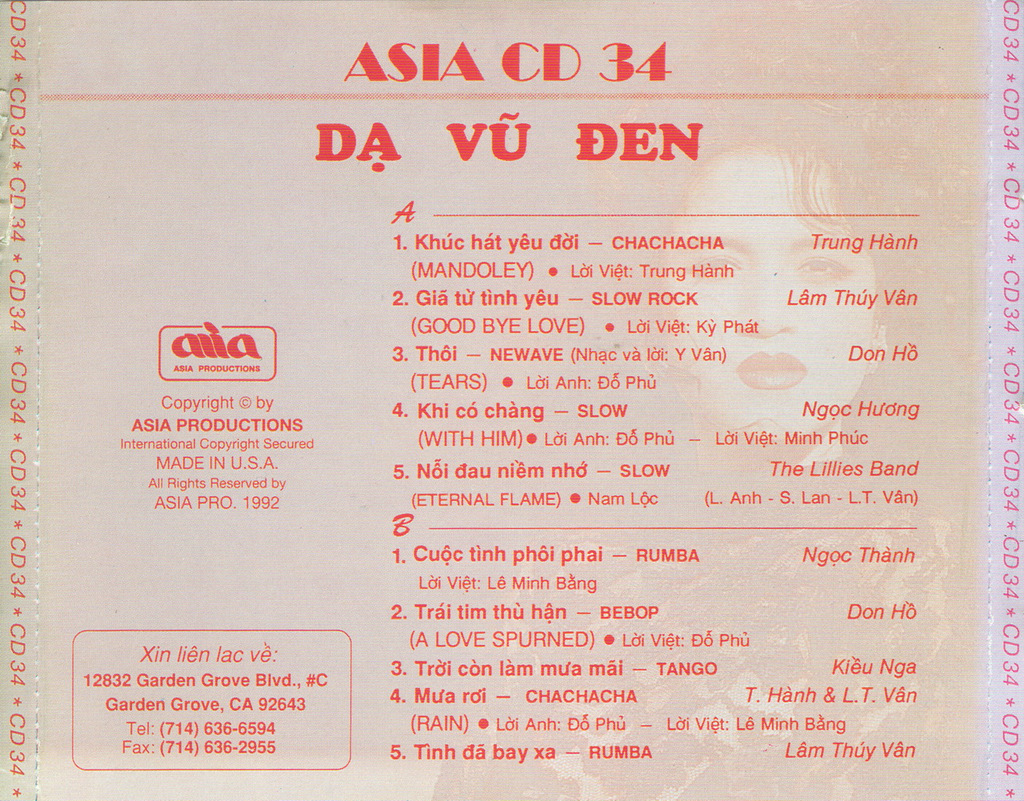 ASIA CD 34
DẠ VŨ ĐEN
A
1. Khúc hát yêu đời – CHACHACHA Trung Hành
(MANDOLEY) ● Lời Việt: Trung Hành
2. Giã từ tình yêu – SLOW ROCK Lâm Thúy Vân
(GOOD BYE LOVE) ● Lời Việt: Kỳ Phát
3. Thôi – NEWAVE (Nhạc và lời: Y Vân) Don Hồ
(TEARS) ● Lời Anh: Đỗ Phủ
4. Khi có chàng – SLOW Ngọc Hương
(WITH HIM) ● Lời Anh: Đỗ Phủ – Lời Việt: Minh Phúc
5. Nỗi đau niềm nhớ – SLOW The Lillies Band
(ETERNAL FLAME) ● Nam Lộc (L. Anh - S. Lan - L.T. Vân)
B
1. Cuộc tình phôi phai – RUMBA Ngọc Thành
Lời Việt: Lê Minh Bằng
2. Trái tim thù hận – BEBOP Don Hồ
(A LOVE SPURNED) ● Lời Việt: Đỗ Phủ
3. Trời còn làm mưa mãi – TANGO Kiều Nga
4. Mưa rơi – CHACHACHA T. Hành & L.T. Vân
(RAIN) ● Lời Anh: Đỗ Phủ – Lời Việt: Lê Minh Bằng
5. Tình đã bay xa – RUMBA Lâm Thúy Vân
asia
ASIA PRODUCTIONS
Copyright © by
ASIA PRODUCTIONS
International Copyright Secured
MADE IN U.S.A.
All Rights Reserved by
ASIA PRO. 1992
Xin liên lac về:
12832 Garden Grove Blvd., #C
Garden Grove, CA 92643
Tel: (714) 636-6594
Fax: (714) 636-2955
CD 34 * CD 34 * CD 34 * CD 34 * CD 34 * CD 34 * CD 34 * CD 34 * CD 34 *
CD 34 * CD 34 * CD 34 * CD 34 * CD 34 * CD 34 * CD 34 * CD 34 * CD 34 *